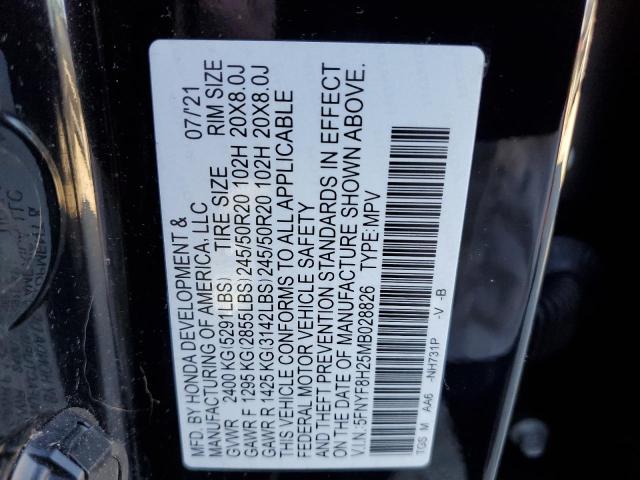 MFD. BY HONDA DEVELOPMENT & 07/'21
MANUFACTURING OF AMERICA, LLC
GVWR 2400 KG(5291LBS) TIRE SIZE RIM SIZE
GAWR F 1295 KG(2855LBS) 245/50R20 102H 20X8.0J
GAWR R 1425 KG(3142LBS) 245/50R20 102H 20X8.0J
THIS VEHICLE CONFORMS TO ALL APPLICABLE
FEDERAL MOTOR VEHICLE SAFETY
AND THEFT PREVENTION STANDARDS IN EFFECT
ON THE DATE OF MANUFACTURE SHOWN ABOVE.
V.I.N.:5FNYF8H25MB028826 TYPE:MPV
TGS M AA6 -NH731P -V -B